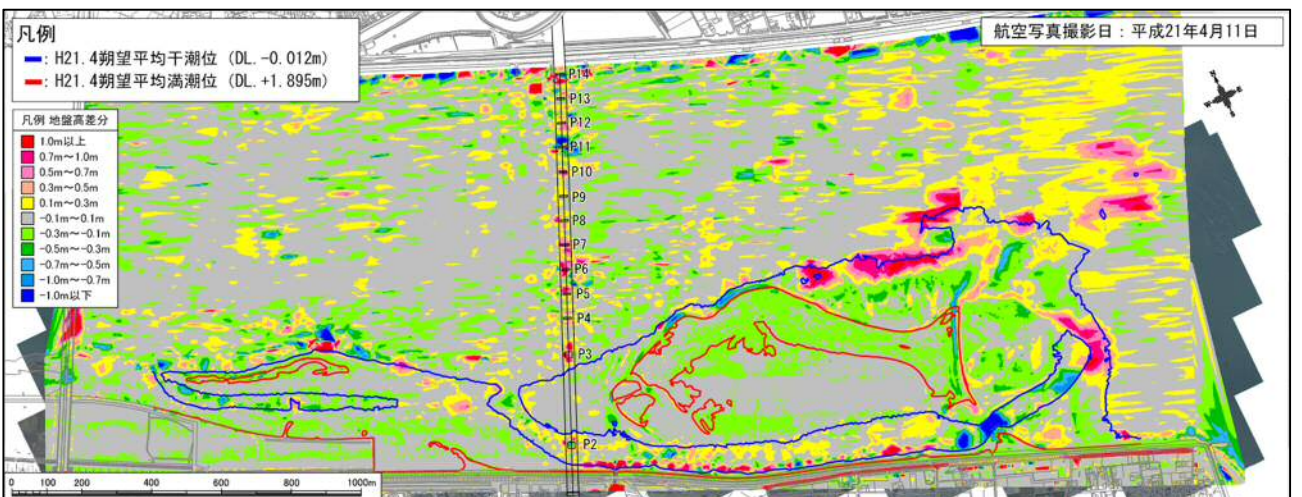 凡例
━: H21.4朔望平均干潮位 (DL.-0.012m)
━: H21.4朔望平均満潮位 (DL.+1.895m)
航空写真撮影日：平成21年4月11日
凡例 地盤高差分
1.0m以上
0.7m～1.0m
0.5m～0.7m
0.3m～0.5m
0.1m～0.3m
-0.1m～0.1m
-0.3m～-0.1m
-0.5m～-0.3m
-0.7m～-0.5m
-1.0m～-0.7m
-1.0m以下
P14
P13
P12
P11
P10
P9
P8
P7
P6
P5
P4
P3
P2
0 200 400 600 800 1000m